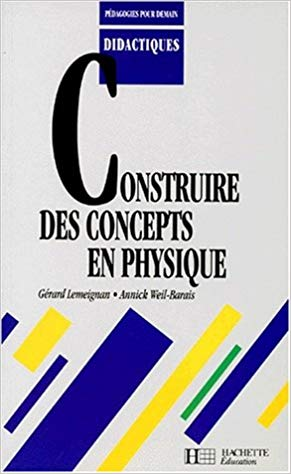 PÉDAGOGIES POUR DEMAIN
DIDACTIQUES
CONSTRUIRE
DES CONCEPTS
EN PHYSIQUE
Gérard Lemeignan • Annick Weil-Barais
H HACHETTE
Éducation